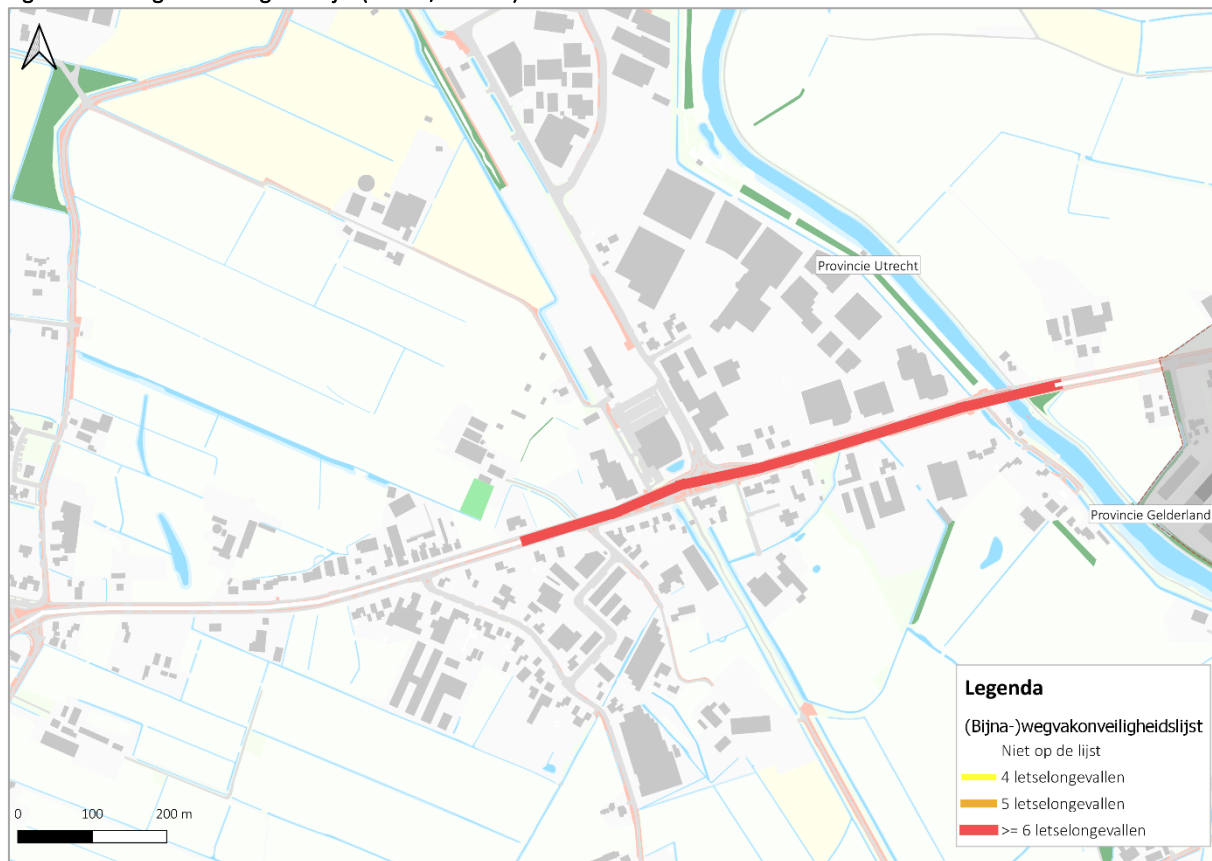 Provincie Utrecht
Provincie Gelderland
Legenda
(Bijna-)wegvakonveiligheidslijst
Niet op de lijst
4 letselongevallen
5 letselongevallen
>= 6 letselongevallen
0 100 200 m